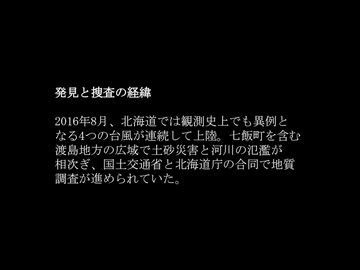 発見と捜査の経緯
2016年8月、北海道では観測史上でも異例と
なる4つの台風が連続して上陸。七飯町を含む
渡島地方の広域で土砂災害と河川の氾濫が
相次ぎ、国土交通省と北海道庁の合同で地質
調査が進められていた。